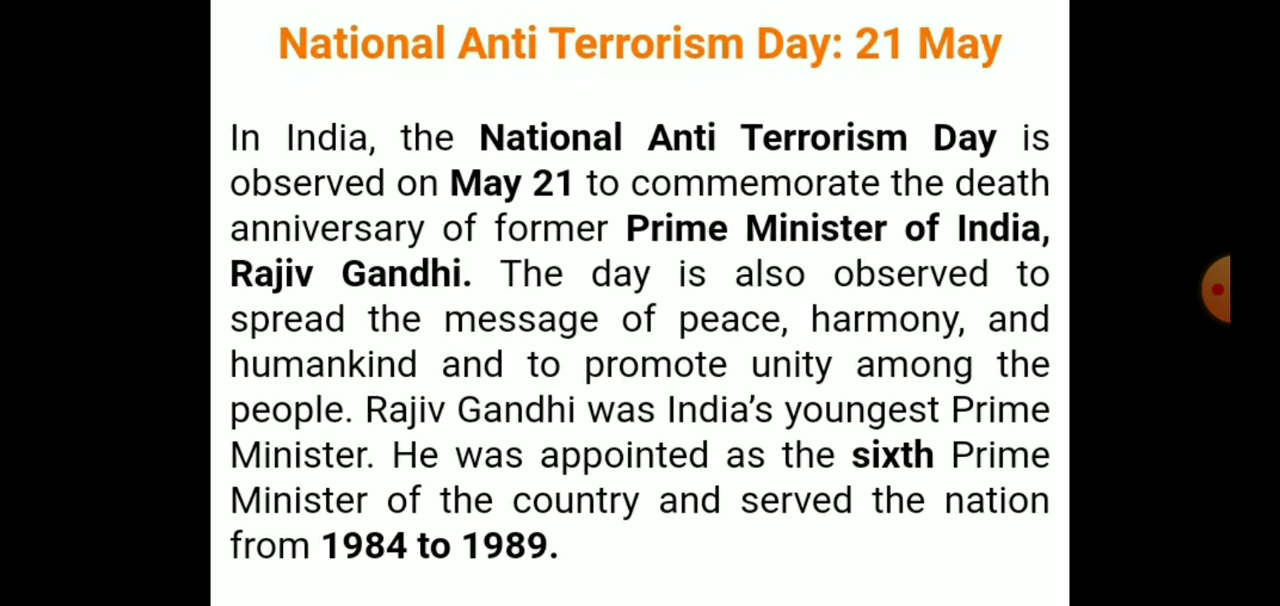 National Anti Terrorism Day: 21 May
In India, the National Anti Terrorism Day is
observed on May 21 to commemorate the death
anniversary of former Prime Minister of India,
Rajiv Gandhi. The day is also observed to
spread the message of peace, harmony, and
humankind and to promote unity among the
people. Rajiv Gandhi was India’s youngest Prime
Minister. He was appointed as the sixth Prime
Minister of the country and served the nation
from 1984 to 1989.